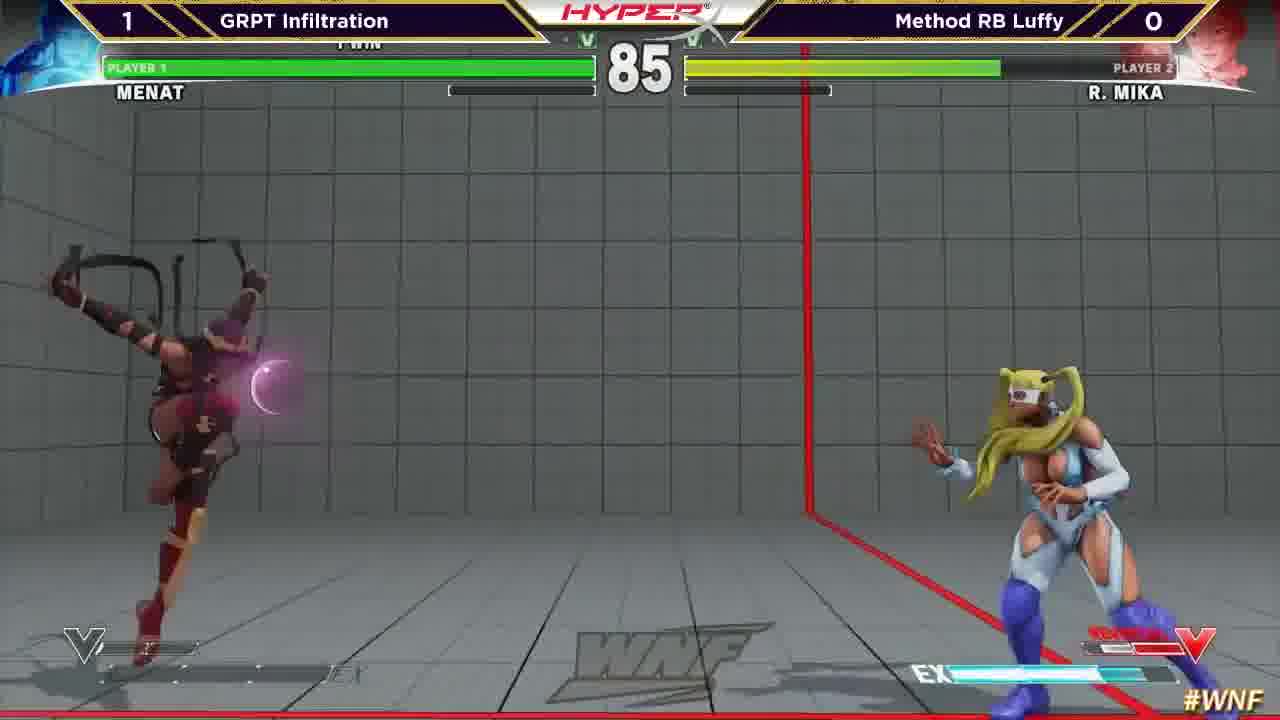 1 GRPT Infiltration HYPERX Method RB Luffy 0
1 WIN
PLAYER 1 V 85 V PLAYER 2
MENAT R. MIKA
WNF
V V
EX EX
#WNF